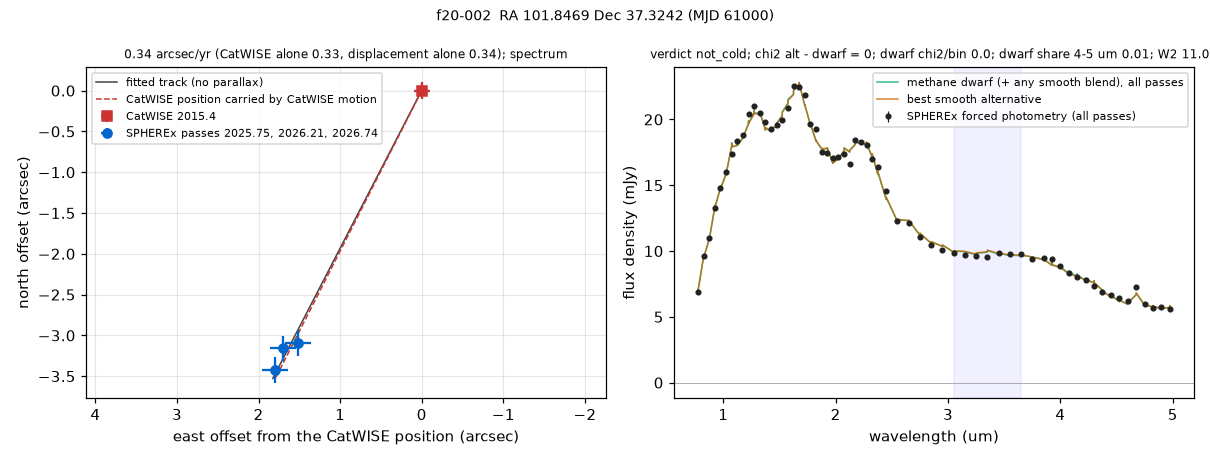 f20-002  RA 101.8469 Dec 37.3242 (MJD 61000)
0.34 arcsec/yr (CatWISE alone 0.33, displacement alone 0.34); spectrum
fitted track (no parallax)
CatWISE position carried by CatWISE motion
CatWISE 2015.4
SPHEREx passes 2025.75, 2026.21, 2026.74
0.0
−0.5
−1.0
−1.5
−2.0
−2.5
−3.0
−3.5
north offset (arcsec)
4
3
2
1
0
−1
−2
east offset from the CatWISE position (arcsec)
verdict not_cold; chi2 alt - dwarf = 0; dwarf chi2/bin 0.0; dwarf share 4-5 um 0.01; W2 11.0
methane dwarf (+ any smooth blend), all passes
best smooth alternative
SPHEREx forced photometry (all passes)
20
15
10
5
0
flux density (mJy)
1
2
3
4
5
wavelength (um)